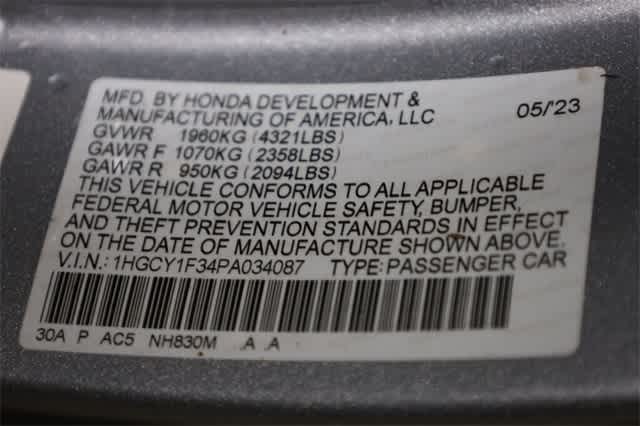 MFD. BY HONDA DEVELOPMENT &
MANUFACTURING OF AMERICA, LLC 05/'23
GVWR 1960KG (4321LBS)
GAWR F 1070KG (2358LBS)
GAWR R 950KG (2094LBS)
THIS VEHICLE CONFORMS TO ALL APPLICABLE
FEDERAL MOTOR VEHICLE SAFETY, BUMPER,
AND THEFT PREVENTION STANDARDS IN EFFECT
ON THE DATE OF MANUFACTURE SHOWN ABOVE.
V.I.N.: 1HGCY1F34PA034087 TYPE: PASSENGER CAR
30A P AC5 NH830M A A